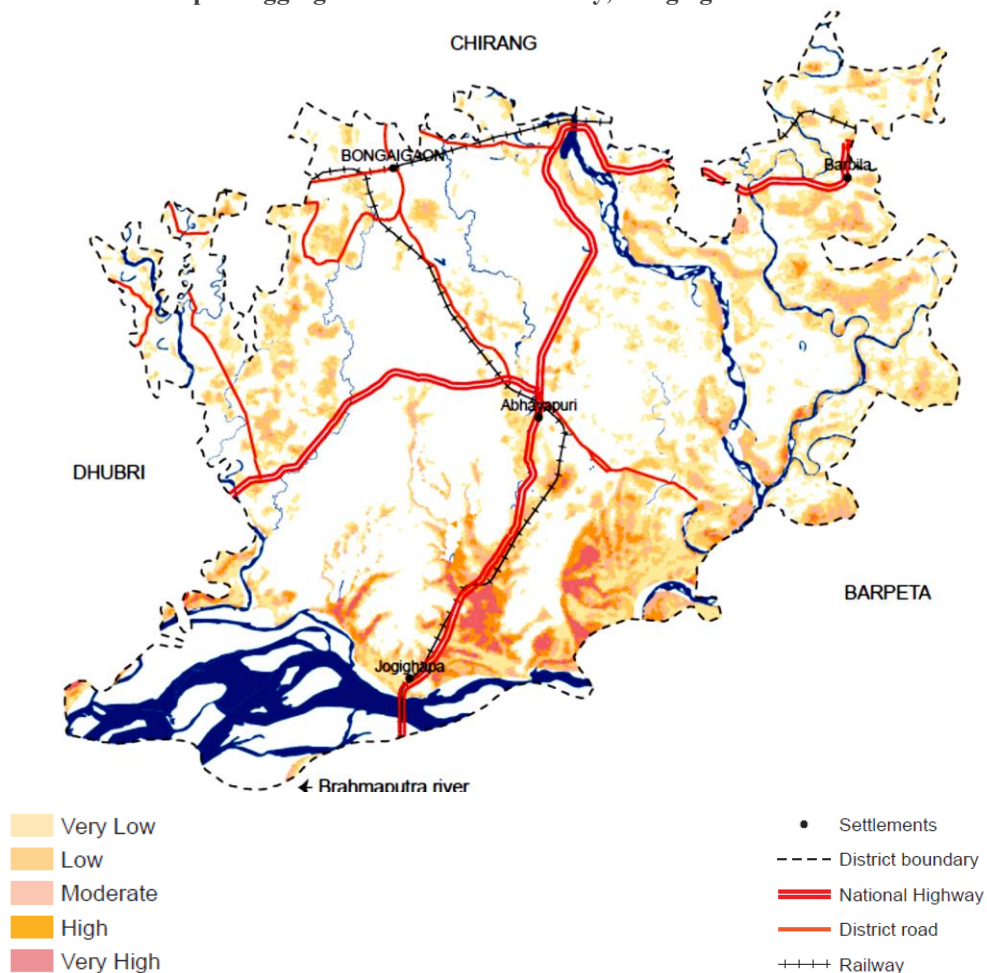 CHIRANG
BONGAIGAON
Barbila
Abhayapuri
DHUBRI
BARPETA
Jogighapa
Brahmaputra river
Very Low
Low
Moderate
High
Very High
Settlements
District boundary
National Highway
District road
Railway